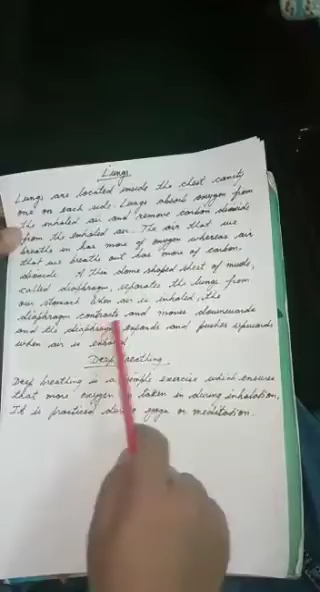 Lungs
Lungs are located inside the chest cavity
one on each side. Lungs absorb oxygen from
the inhaled air and remove carbon dioxide
from the exhaled air. The air that we
breathe in has more of oxygen whereas air
that we breathe out has more of carbon
dioxide. A thin dome shaped sheet of muscle,
called diaphragm, separates the lungs from
our stomach. When air is inhaled, the
diaphragm contracts and moves downwards
and the diaphragm expands and pushes upwards
when air is
Deep breathing
Deep breathing is a simple exercise which ensures
that more oxygen is taken in during inhalation,
It is practised during yoga or meditation.